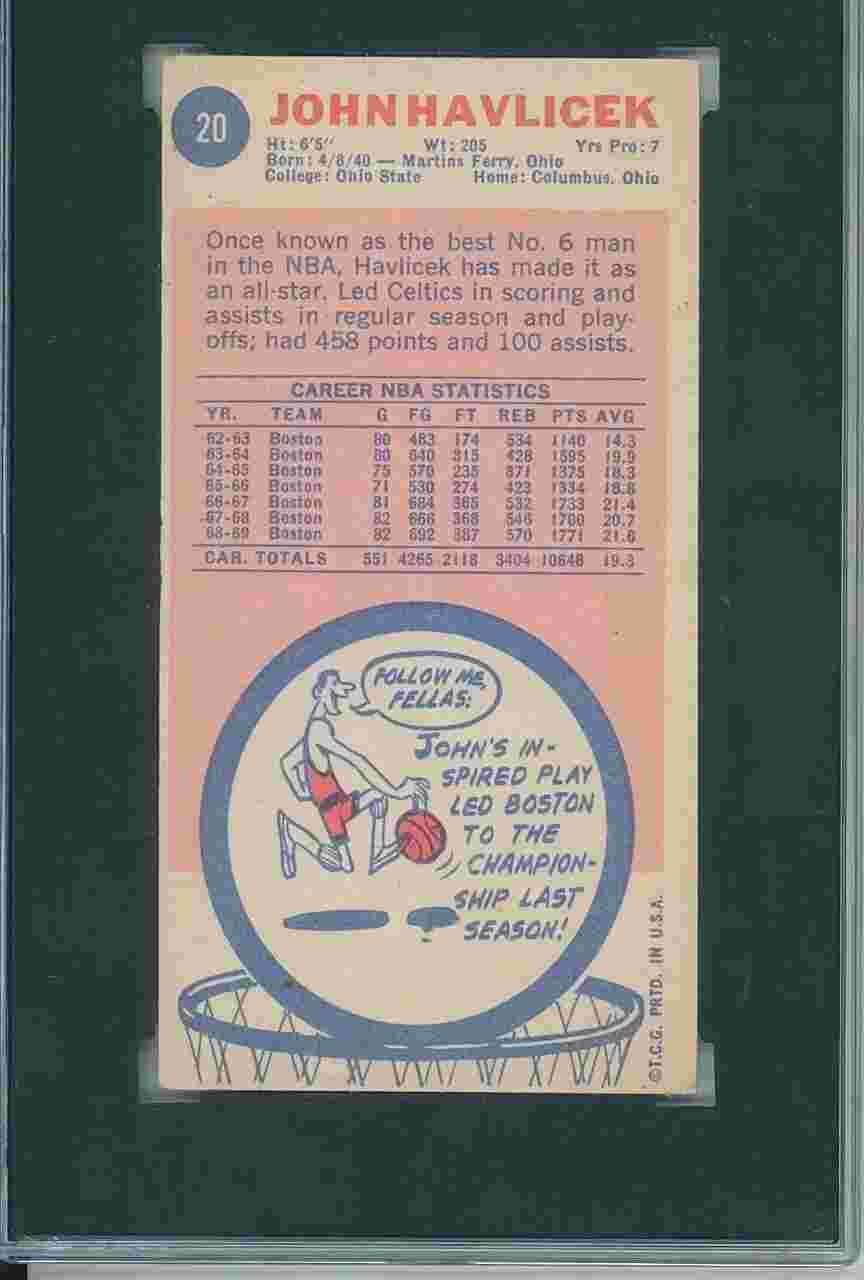 20
JOHN HAVLICEK
Ht: 6'5" Wt: 205 Yrs Pro: 7
Born: 4/8/40 — Martins Ferry, Ohio
College: Ohio State Home: Columbus, Ohio
Once known as the best No. 6 man
in the NBA, Havlicek has made it as
an all-star. Led Celtics in scoring and
assists in regular season and play-
offs; had 458 points and 100 assists.
CAREER NBA STATISTICS
YR. TEAM G FG FT REB PTS AVG
62-63 Boston 80 483 174 534 1140 14.3
63-64 Boston 80 640 315 428 1595 19.9
64-65 Boston 75 570 235 371 1375 18.3
65-66 Boston 71 530 274 423 1334 18.8
66-67 Boston 81 684 365 532 1733 21.4
67-68 Boston 82 666 368 546 1700 20.7
68-69 Boston 82 692 387 570 1771 21.6
CAR. TOTALS 551 4265 2118 3404 10648 19.3
FOLLOW ME,
FELLAS!
JOHN'S IN-
SPIRED PLAY
LED BOSTON
TO THE
CHAMPION-
SHIP LAST
SEASON!
©T.C.G. PRTD. IN U.S.A.